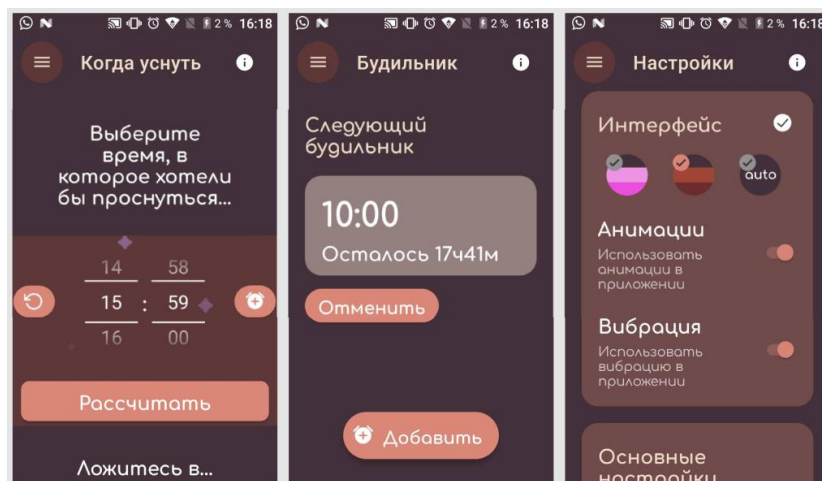 2% 16:18
Когда уснуть
Выберите
время, в
которое хотели
бы проснуться...
14 58
15 : 59
16 00
Рассчитать
Ложитесь в...
2% 16:18
Будильник
Следующий
будильник
10:00
Осталось 17ч41м
Отменить
Добавить
2% 16:18
Настройки
Интерфейс
auto
Анимации
Использовать
анимации в
приложении
Вибрация
Использовать
вибрацию в
приложении
Основные
настройки